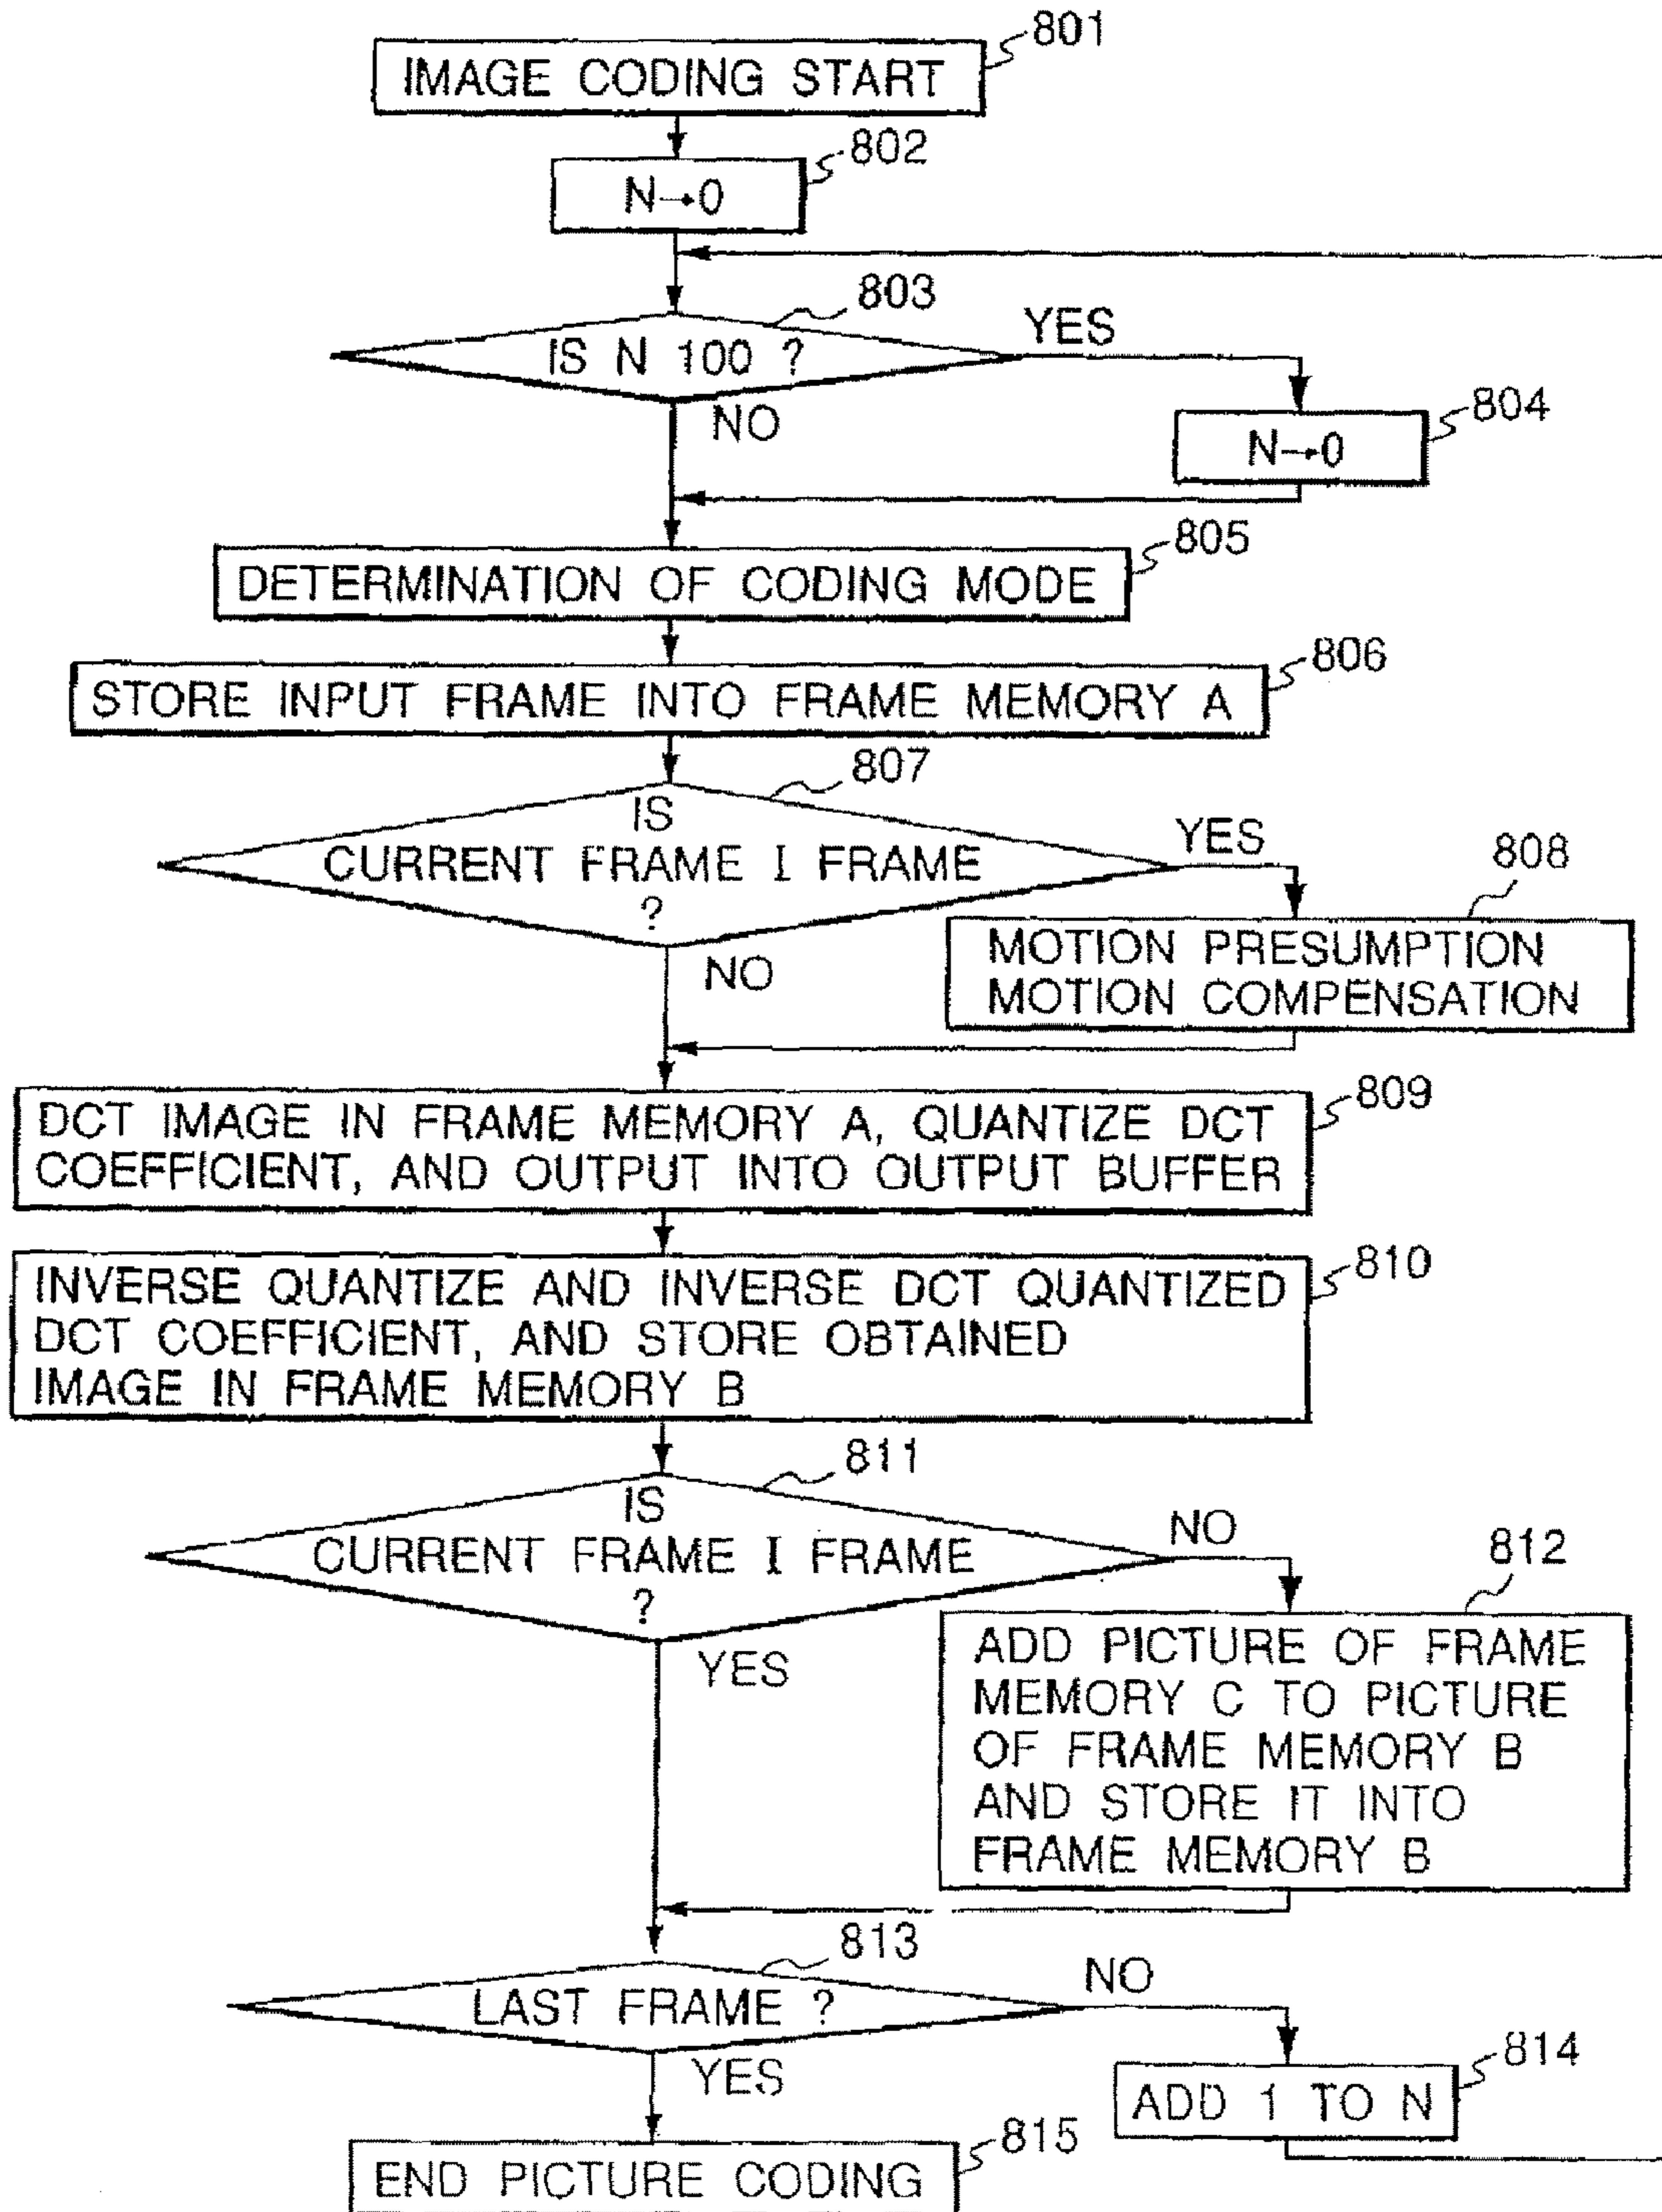 801
IMAGE CODING START
802
N→0
803
IS N 100 ?
YES
NO
804
N→0
805
DETERMINATION OF CODING MODE
806
STORE INPUT FRAME INTO FRAME MEMORY A
807
IS
CURRENT FRAME I FRAME
?
YES
NO
808
MOTION PRESUMPTION
MOTION COMPENSATION
809
DCT IMAGE IN FRAME MEMORY A, QUANTIZE DCT
COEFFICIENT, AND OUTPUT INTO OUTPUT BUFFER
810
INVERSE QUANTIZE AND INVERSE DCT QUANTIZED
DCT COEFFICIENT, AND STORE OBTAINED
IMAGE IN FRAME MEMORY B
811
IS
CURRENT FRAME I FRAME
?
NO
YES
812
ADD PICTURE OF FRAME
MEMORY C TO PICTURE
OF FRAME MEMORY B
AND STORE IT INTO
FRAME MEMORY B
813
LAST FRAME ?
NO
YES
814
ADD 1 TO N
815
END PICTURE CODING